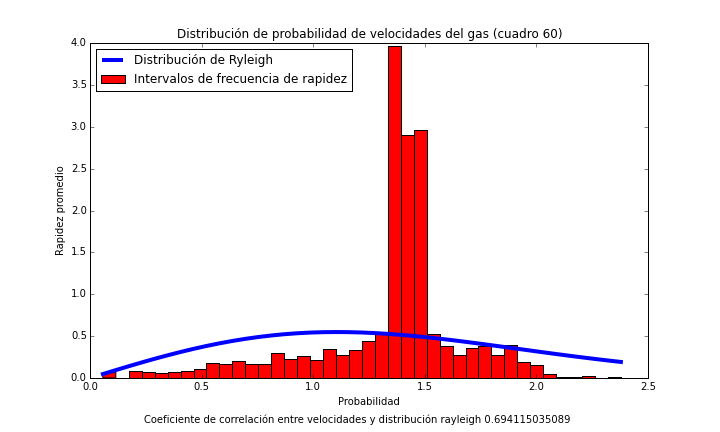 Distribución de probabilidad de velocidades del gas (cuadro 60)
4.0
3.5
3.0
2.5
2.0
1.5
1.0
0.5
0.0
Rapidez promedio
Distribución de Ryleigh
Intervalos de frecuencia de rapidez
0.0 0.5 1.0 1.5 2.0 2.5
Probabilidad
Coeficiente de correlación entre velocidades y distribución rayleigh 0.694115035089